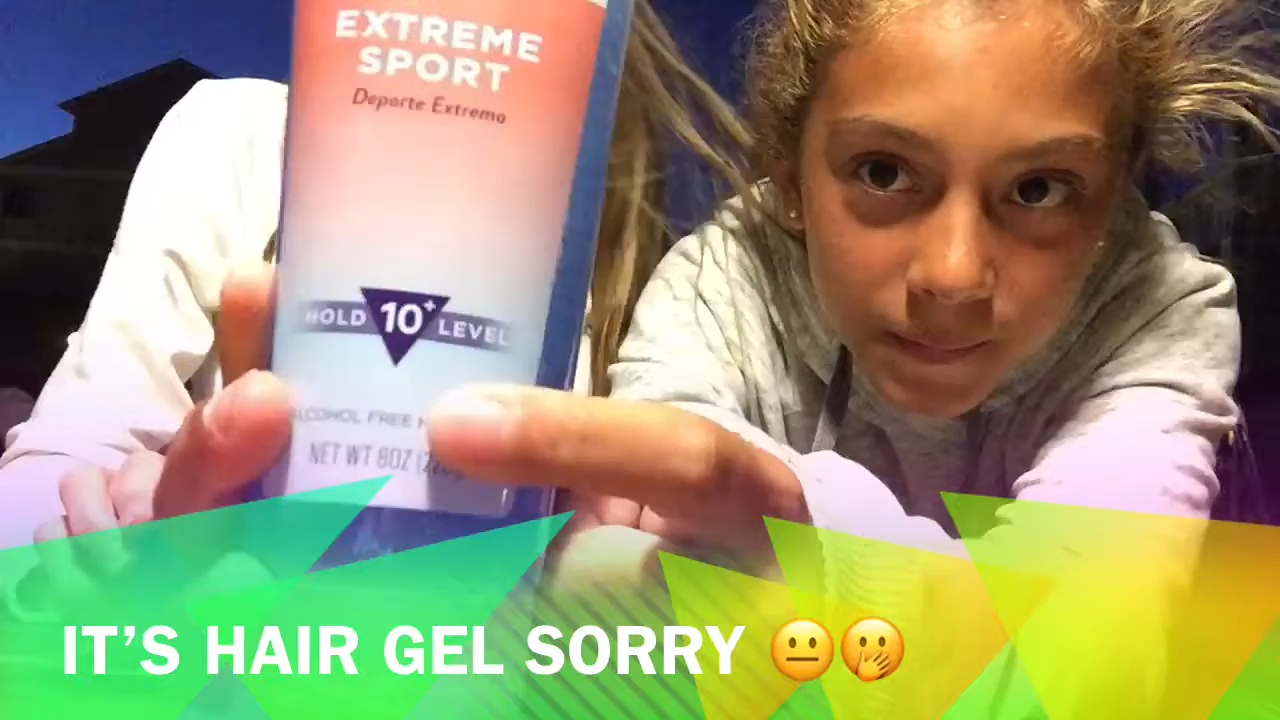 EXTREME
SPORT
Deporte Extremo
HOLD 10+ LEVEL
ALCOHOL FREE
NET WT 8OZ
IT’S HAIR GEL SORRY 😐🤭